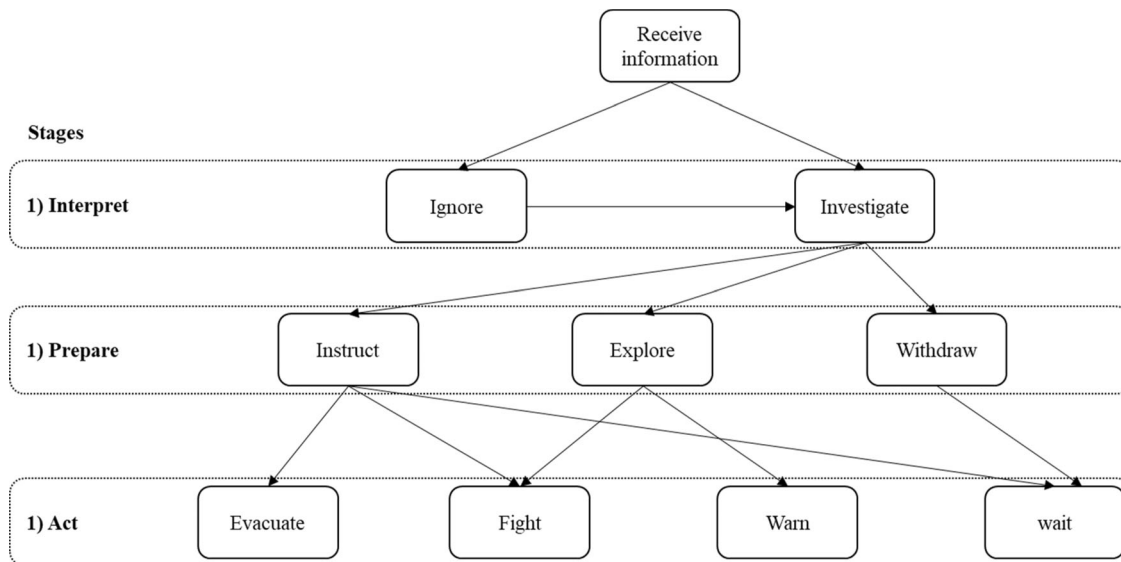 Receive
information
Stages
1) Interpret
Ignore
Investigate
1) Prepare
Instruct
Explore
Withdraw
1) Act
Evacuate
Fight
Warn
wait